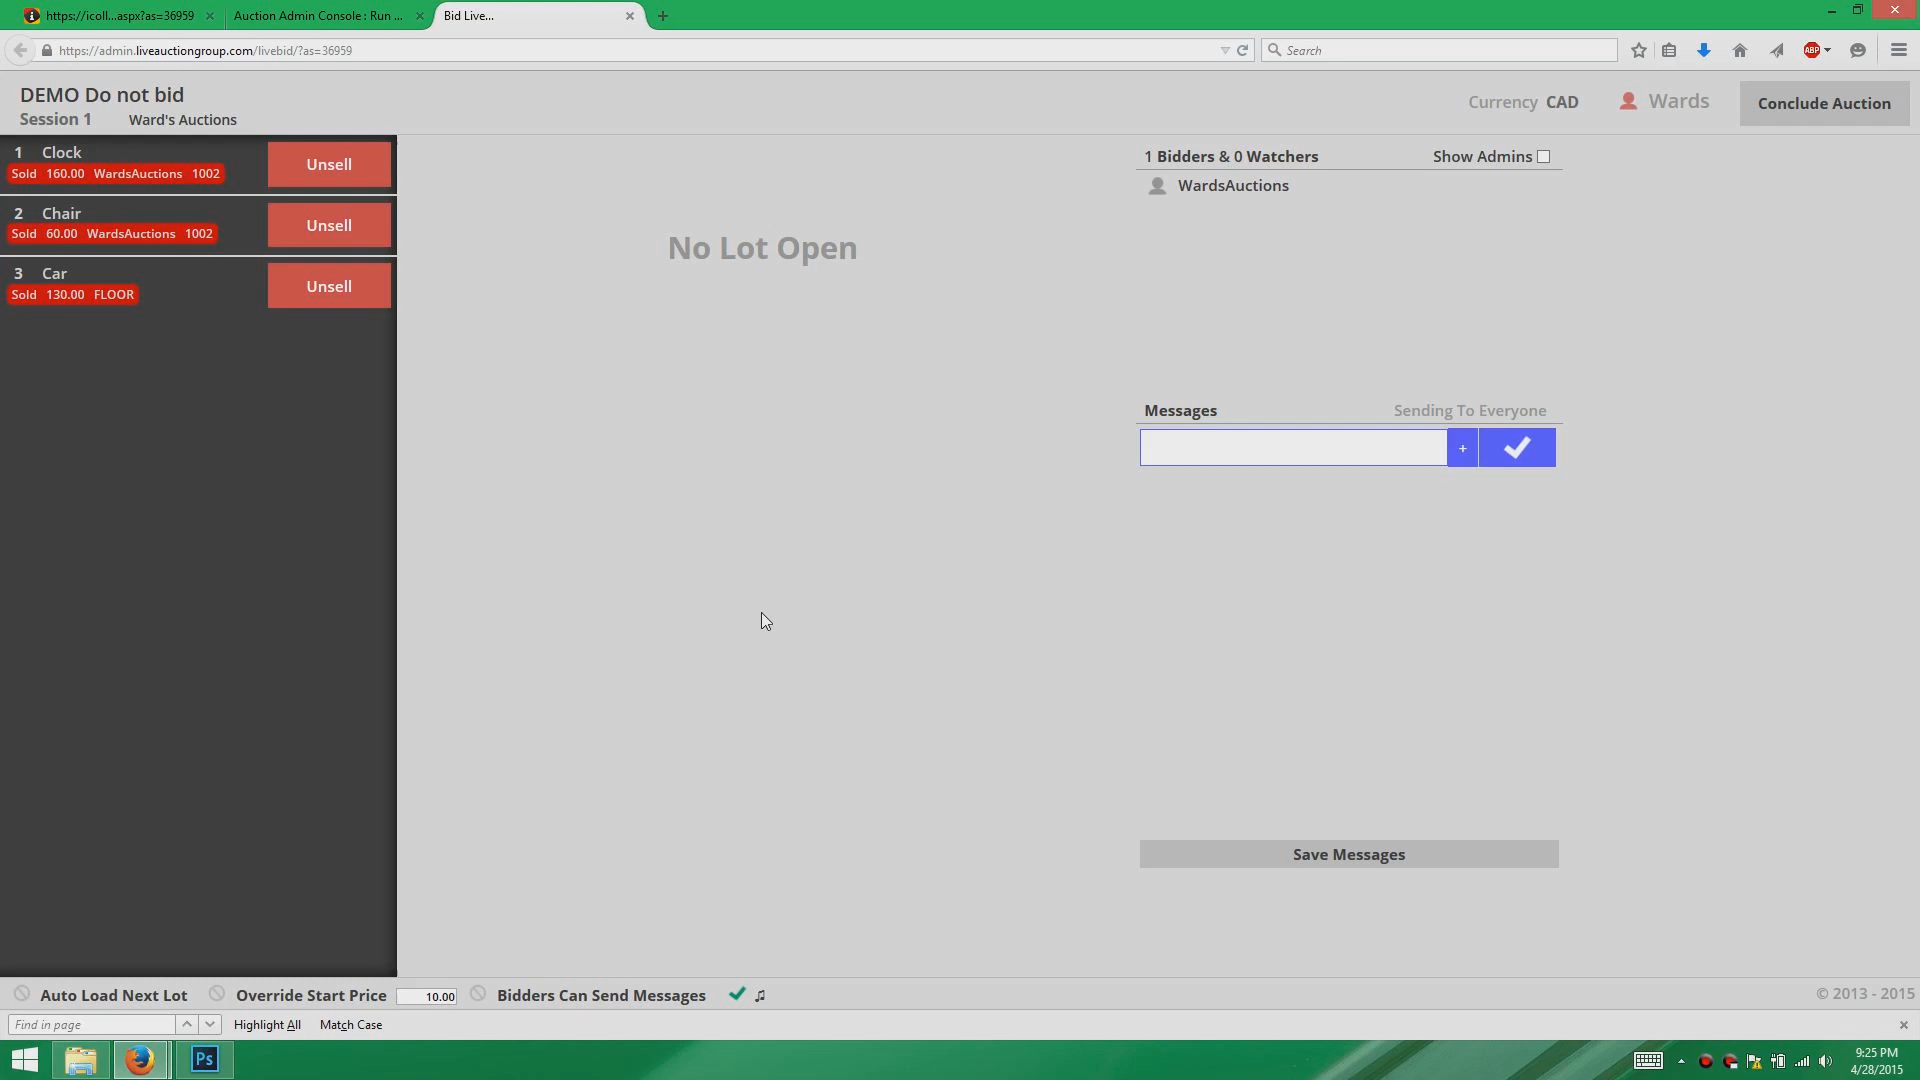 https://icoll...aspx?as=36959
Auction Admin Console : Run ...
Bid Live...
https://admin.liveauctiongroup.com/livebid/?as=36959
Search
ABP
DEMO Do not bid
Session 1 Ward's Auctions
Currency CAD
Wards
Conclude Auction
1 Clock
Sold 160.00 WardsAuctions 1002
Unsell
2 Chair
Sold 60.00 WardsAuctions 1002
Unsell
3 Car
Sold 130.00 FLOOR
Unsell
No Lot Open
1 Bidders & 0 Watchers
Show Admins
WardsAuctions
Messages
Sending To Everyone
+
Save Messages
Auto Load Next Lot
Override Start Price 10.00
Bidders Can Send Messages
© 2013 - 2015
Find in page
Highlight All
Match Case
Ps
9:25 PM
4/28/2015